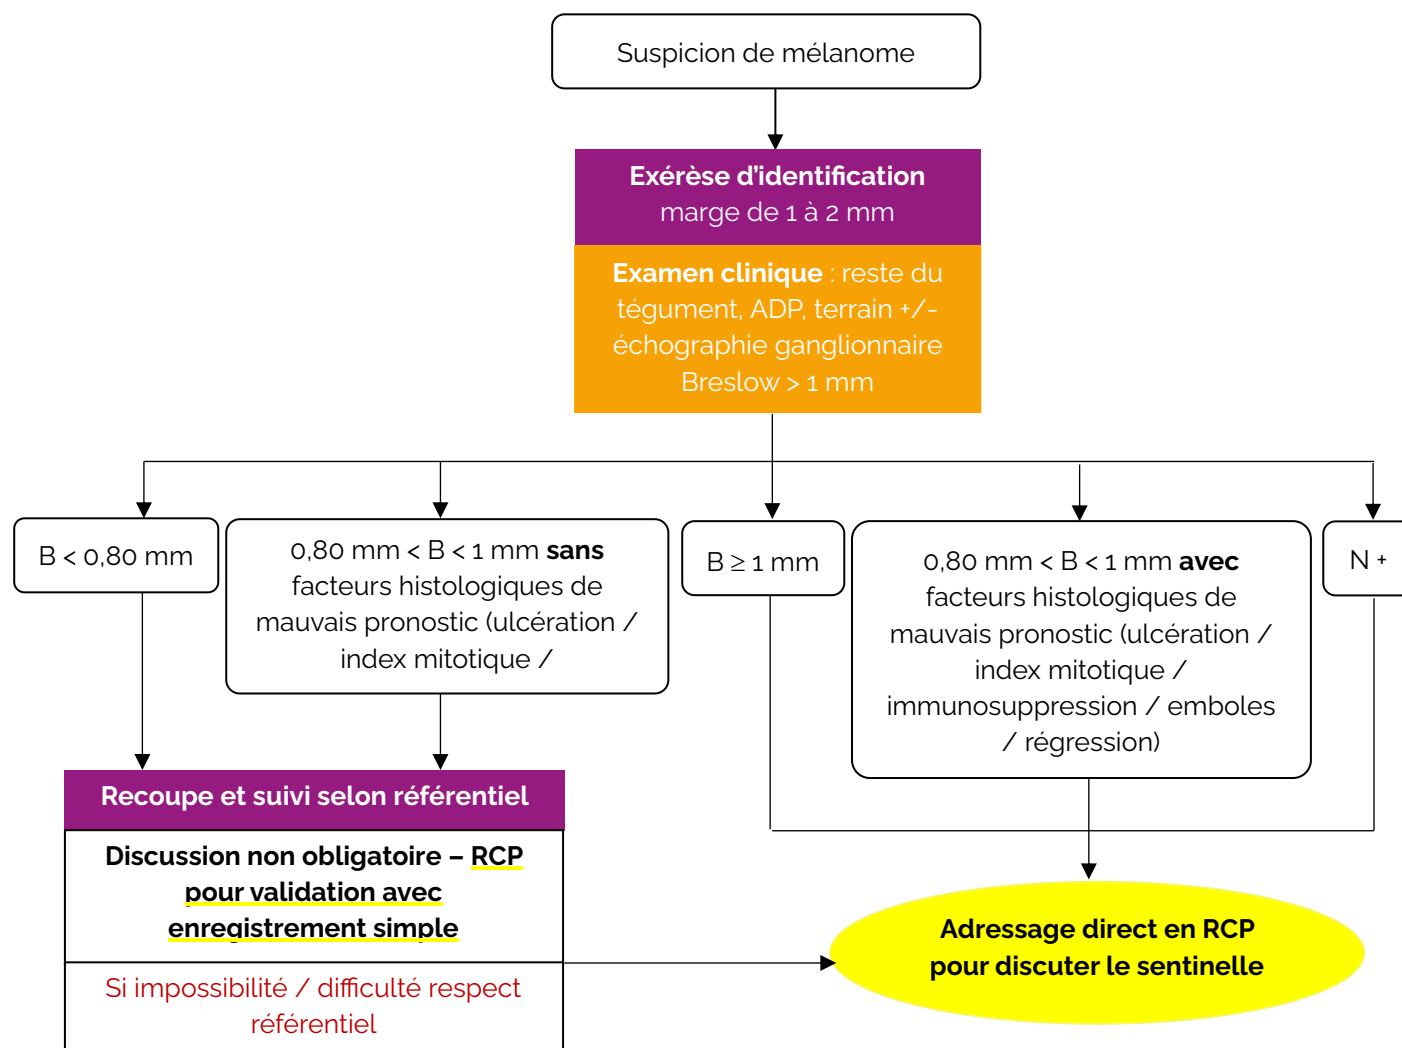 Suspicion de mélanome
Exérèse d’identification
marge de 1 à 2 mm
Examen clinique : reste du
tégument, ADP, terrain +/-
échographie ganglionnaire
Breslow > 1 mm
B < 0,80 mm
0,80 mm < B < 1 mm sans
facteurs histologiques de
mauvais pronostic (ulcération /
index mitotique /
B ≥ 1 mm
0,80 mm < B < 1 mm avec
facteurs histologiques de
mauvais pronostic (ulcération /
index mitotique /
immunosuppression / emboles
/ régression)
N +
Recoupe et suivi selon référentiel
Discussion non obligatoire – RCP
pour validation avec
enregistrement simple
Si impossibilité / difficulté respect
référentiel
Adressage direct en RCP
pour discuter le sentinelle